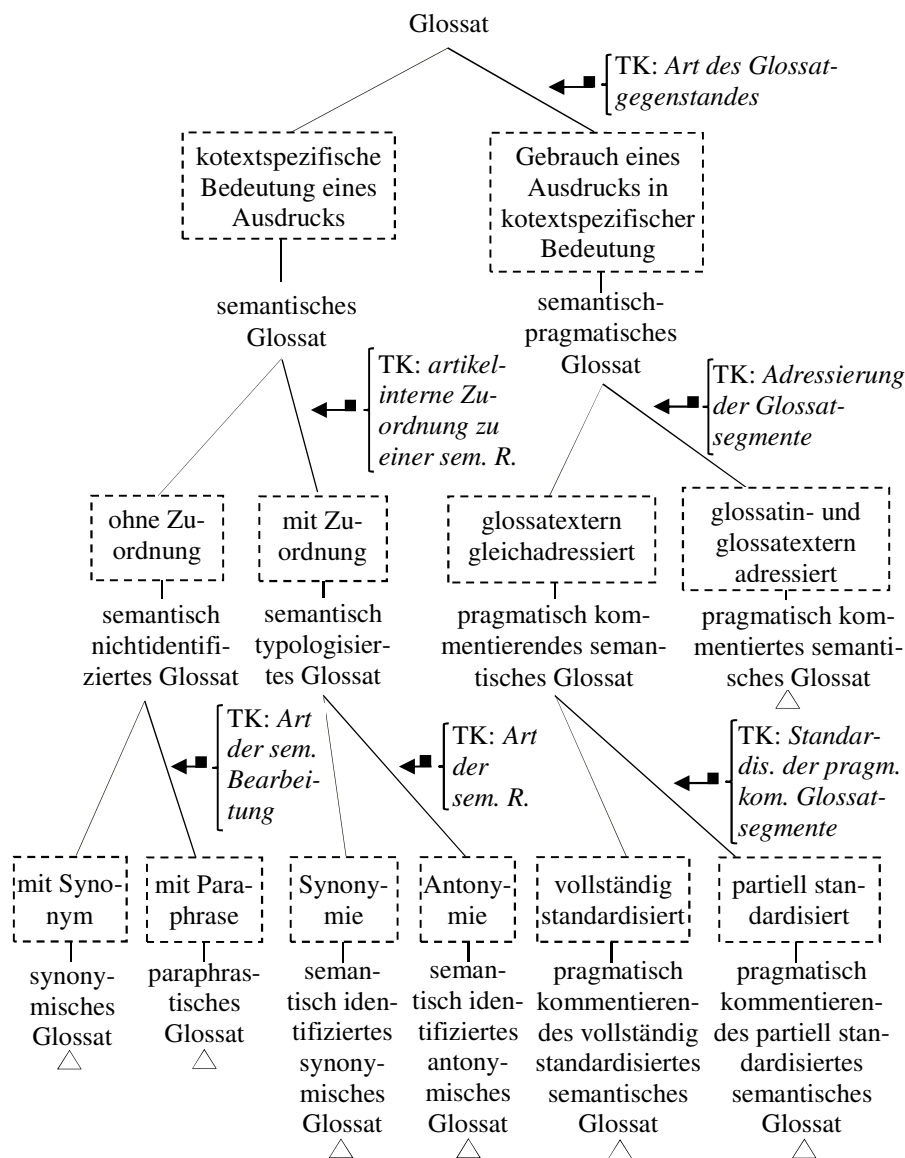 Glossat
TK: Art des Glossat-
gegenstandes
kotextspezifische
Bedeutung eines
Ausdrucks
Gebrauch eines
Ausdrucks in
kotextspezifischer
Bedeutung
semantisches
Glossat
semantisch-
pragmatisches
Glossat
TK: artikel-
interne Zu-
ordnung zu
einer sem. R.
TK: Adressierung
der Glossat-
segmente
ohne Zu-
ordnung
mit Zu-
ordnung
glossatextern
gleichadressiert
glossatin- und
glossatextern
adressiert
semantisch
nichtidentifi-
ziertes Glossat
semantisch
typologisier-
tes Glossat
pragmatisch kom-
mentierendes seman-
tisches Glossat
pragmatisch kom-
mentiertes semanti-
sches Glossat
TK: Art
der sem.
Bearbei-
tung
TK: Art
der
sem. R.
TK: Standar-
dis. der pragm.
kom. Glossat-
segmente
mit Syno-
nym
mit Para-
phrase
Synony-
mie
Antony-
mie
vollständig
standardisiert
partiell stan-
dardisiert
synony-
misches
Glossat
paraphras-
tisches
Glossat
seman-
tisch iden-
tifiziertes
synony-
misches
Glossat
seman-
tisch iden-
tifiziertes
antony-
misches
Glossat
pragmatisch
kommentieren-
des vollständig
standardisiertes
semantisches
Glossat
pragmatisch
kommentieren-
des partiell stan-
dardisiertes
semantisches
Glossat